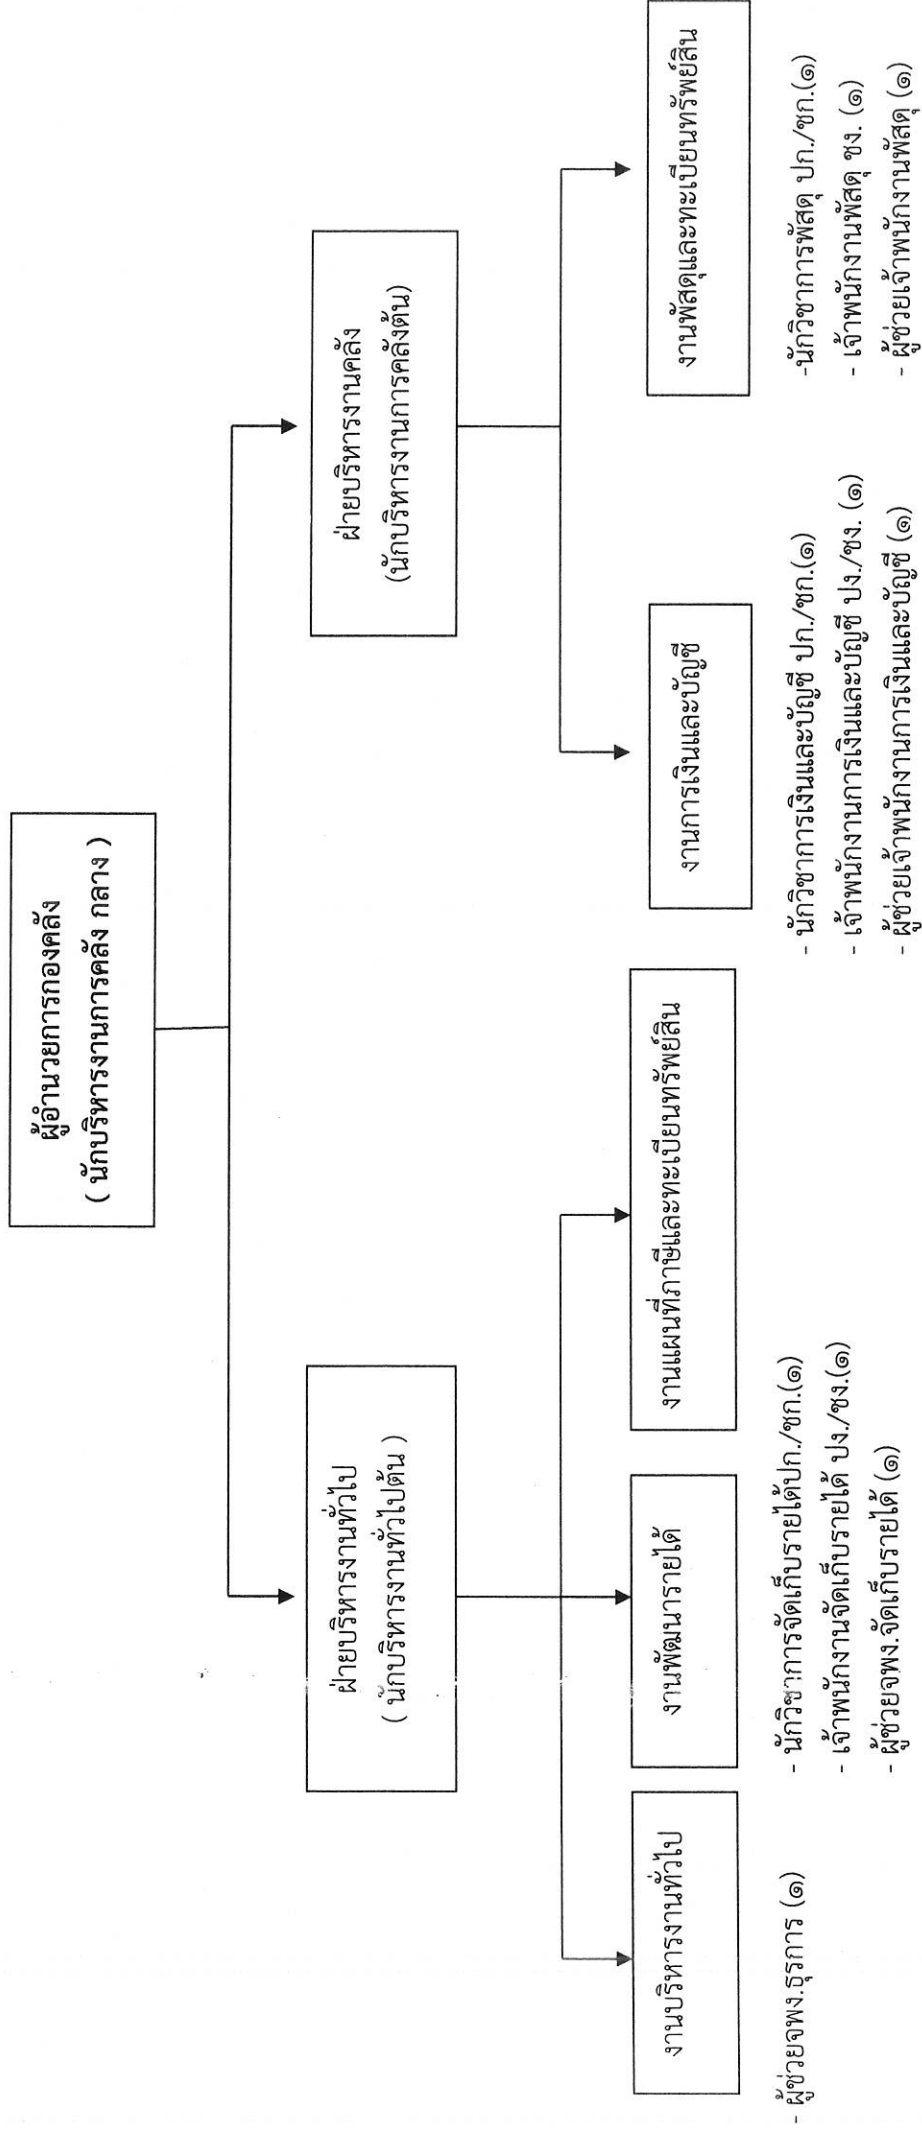 ผู้อำนวยการกองคลัง
( นักบริหารงานการคลัง กลาง )
ฝ่ายบริหารงานทั่วไป
( นักบริหารงานทั่วไปต้น )
ฝ่ายบริหารงานคลัง
(นักบริหารงานการคลังต้น)
งานบริหารงานทั่วไป
งานพัฒนารายได้
งานแผนที่ภาษีและทะเบียนทรัพย์สิน
งานการเงินและบัญชี
งานพัสดุและทะเบียนทรัพย์สิน
- ผู้ช่วยจพง.ธุรการ (๑)
- นักวิชาการจัดเก็บรายได้ปก./ชก.(๑)
- เจ้าพนักงานจัดเก็บรายได้ ปง./ชง.(๑)
- ผู้ช่วยจพง.จัดเก็บรายได้ (๑)
- นักวิชาการเงินและบัญชี ปก./ชก.(๑)
- เจ้าพนักงานการเงินและบัญชี ปง./ชง. (๑)
- ผู้ช่วยเจ้าพนักงานการเงินและบัญชี (๑)
-นักวิชาการพัสดุ ปก./ชก.(๑)
- เจ้าพนักงานพัสดุ ชง. (๑)
- ผู้ช่วยเจ้าพนักงานพัสดุ (๑)